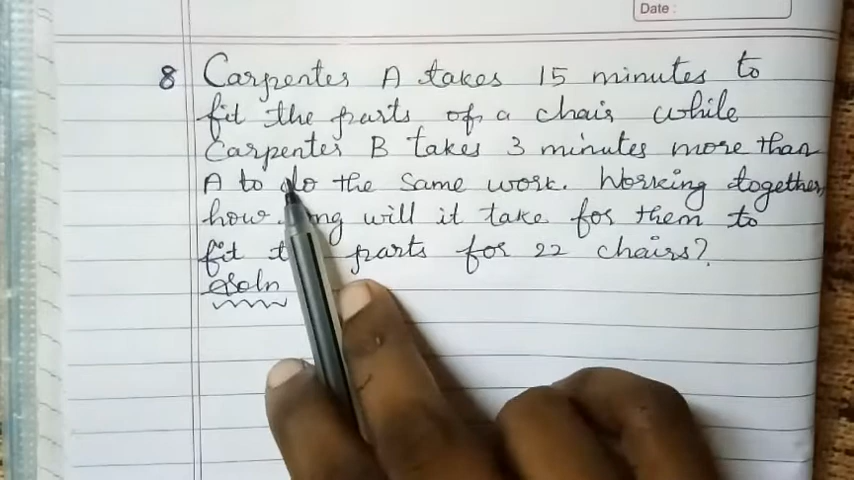 Date :
8 Carpenter A takes 15 minutes to
fit the parts of a chair while
Carpenter B takes 3 minutes more than
A to do the same work. Working together,
how will it take for them to
fit parts for 22 chairs?
Soln